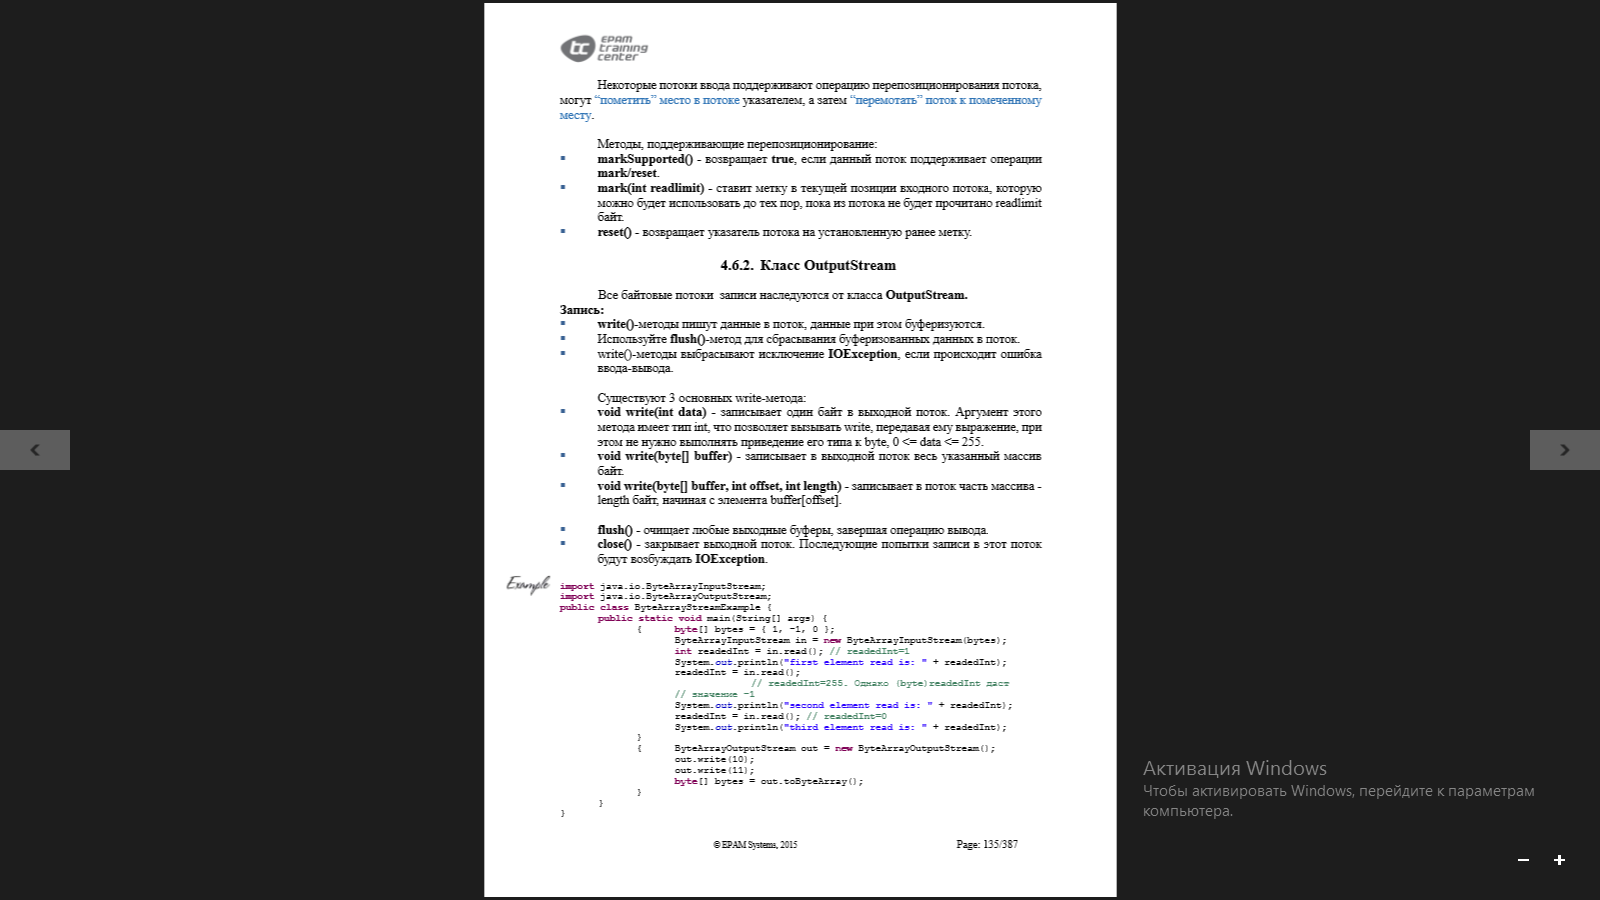 tc EPAM
training
center
Некоторые потоки ввода поддерживают операцию перепозиционирования потока,
могут “пометить” место в потоке указателем, а затем “перемотать” поток к помеченному
месту.
Методы, поддерживающие перепозиционирование:
▪ markSupported() - возвращает true, если данный поток поддерживает операции
mark/reset.
▪ mark(int readlimit) - ставит метку в текущей позиции входного потока, которую
можно будет использовать до тех пор, пока из потока не будет прочитано readlimit
байт.
▪ reset() - возвращает указатель потока на установленную ранее метку.
4.6.2. Класс OutputStream
Все байтовые потоки записи наследуются от класса OutputStream.
Запись:
▪ write()-методы пишут данные в поток, данные при этом буферизуются.
▪ Используйте flush()-метод для сбрасывания буферизованных данных в поток.
▪ write()-методы выбрасывают исключение IOException, если происходит ошибка
ввода-вывода.
Существуют 3 основных write-метода:
▪ void write(int data) - записывает один байт в выходной поток. Аргумент этого
метода имеет тип int, что позволяет вызывать write, передавая ему выражение, при
этом не нужно выполнять приведение его типа к byte, 0 <= data <= 255.
▪ void write(byte[] buffer) - записывает в выходной поток весь указанный массив
байт.
▪ void write(byte[] buffer, int offset, int length) - записывает в поток часть массива -
length байт, начиная с элемента buffer[offset].
▪ flush() - очищает любые выходные буферы, завершая операцию вывода.
▪ close() - закрывает выходной поток. Последующие попытки записи в этот поток
будут возбуждать IOException.
Example
import java.io.ByteArrayInputStream;
import java.io.ByteArrayOutputStream;
public class ByteArrayStreamExample {
public static void main(String[] args) {
{ byte[] bytes = { 1, -1, 0 };
ByteArrayInputStream in = new ByteArrayInputStream(bytes);
int readedInt = in.read(); // readedInt=1
System.out.println("first element read is: " + readedInt);
readedInt = in.read();
// readedInt=255. Однако (byte)readedInt даст
// значение -1
System.out.println("second element read is: " + readedInt);
readedInt = in.read(); // readedInt=0
System.out.println("third element read is: " + readedInt);
}
{ ByteArrayOutputStream out = new ByteArrayOutputStream();
out.write(10);
out.write(11);
byte[] bytes = out.toByteArray();
}
}
}
© EPAM Systems, 2015 Page: 135/387
Активация Windows
Чтобы активировать Windows, перейдите к параметрам
компьютера.